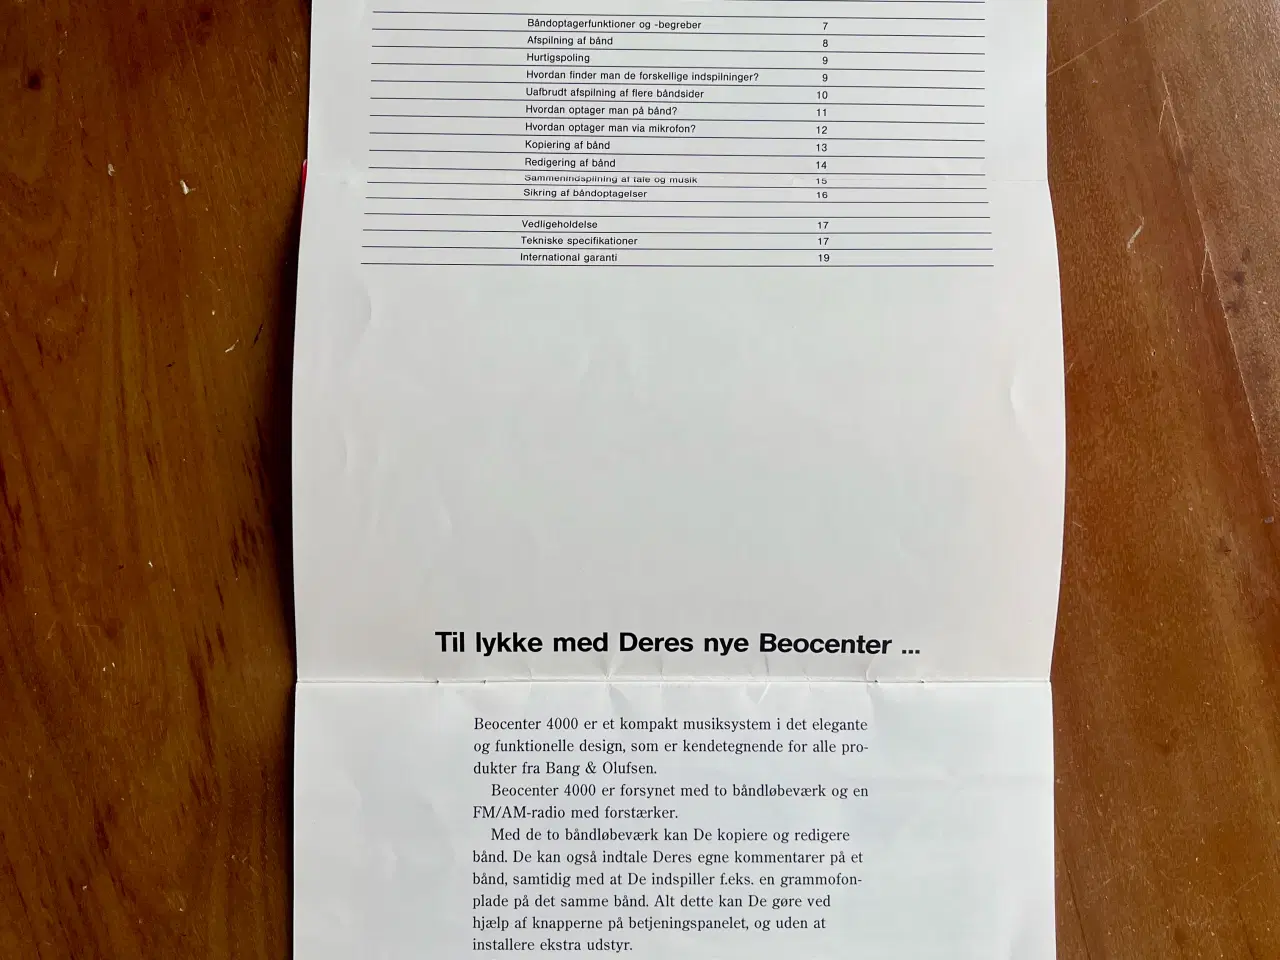 Båndoptagerfunktioner og -begreber 7
Afspilning af bånd 8
Hurtigspoling 9
Hvordan finder man de forskellige indspilninger? 9
Uafbrudt afspilning af flere båndsider 10
Hvordan optager man på bånd? 11
Hvordan optager man via mikrofon? 12
Kopiering af bånd 13
Redigering af bånd 14
Sammenindspilning af tale og musik 15
Sikring af båndoptagelser 16
Vedligeholdelse 17
Tekniske specifikationer 17
International garanti 19
Til lykke med Deres nye Beocenter ...
Beocenter 4000 er et kompakt musiksystem i det elegante
og funktionelle design, som er kendetegnende for alle pro-
dukter fra Bang & Olufsen.
Beocenter 4000 er forsynet med to båndløbeværk og en
FM/AM-radio med forstærker.
Med de to båndløbeværk kan De kopiere og redigere
bånd. De kan også indtale Deres egne kommentarer på et
bånd, samtidig med at De indspiller f.eks. en grammofon-
plade på det samme bånd. Alt dette kan De gøre ved
hjælp af knapperne på betjeningspanelet, og uden at
installere ekstra udstyr.